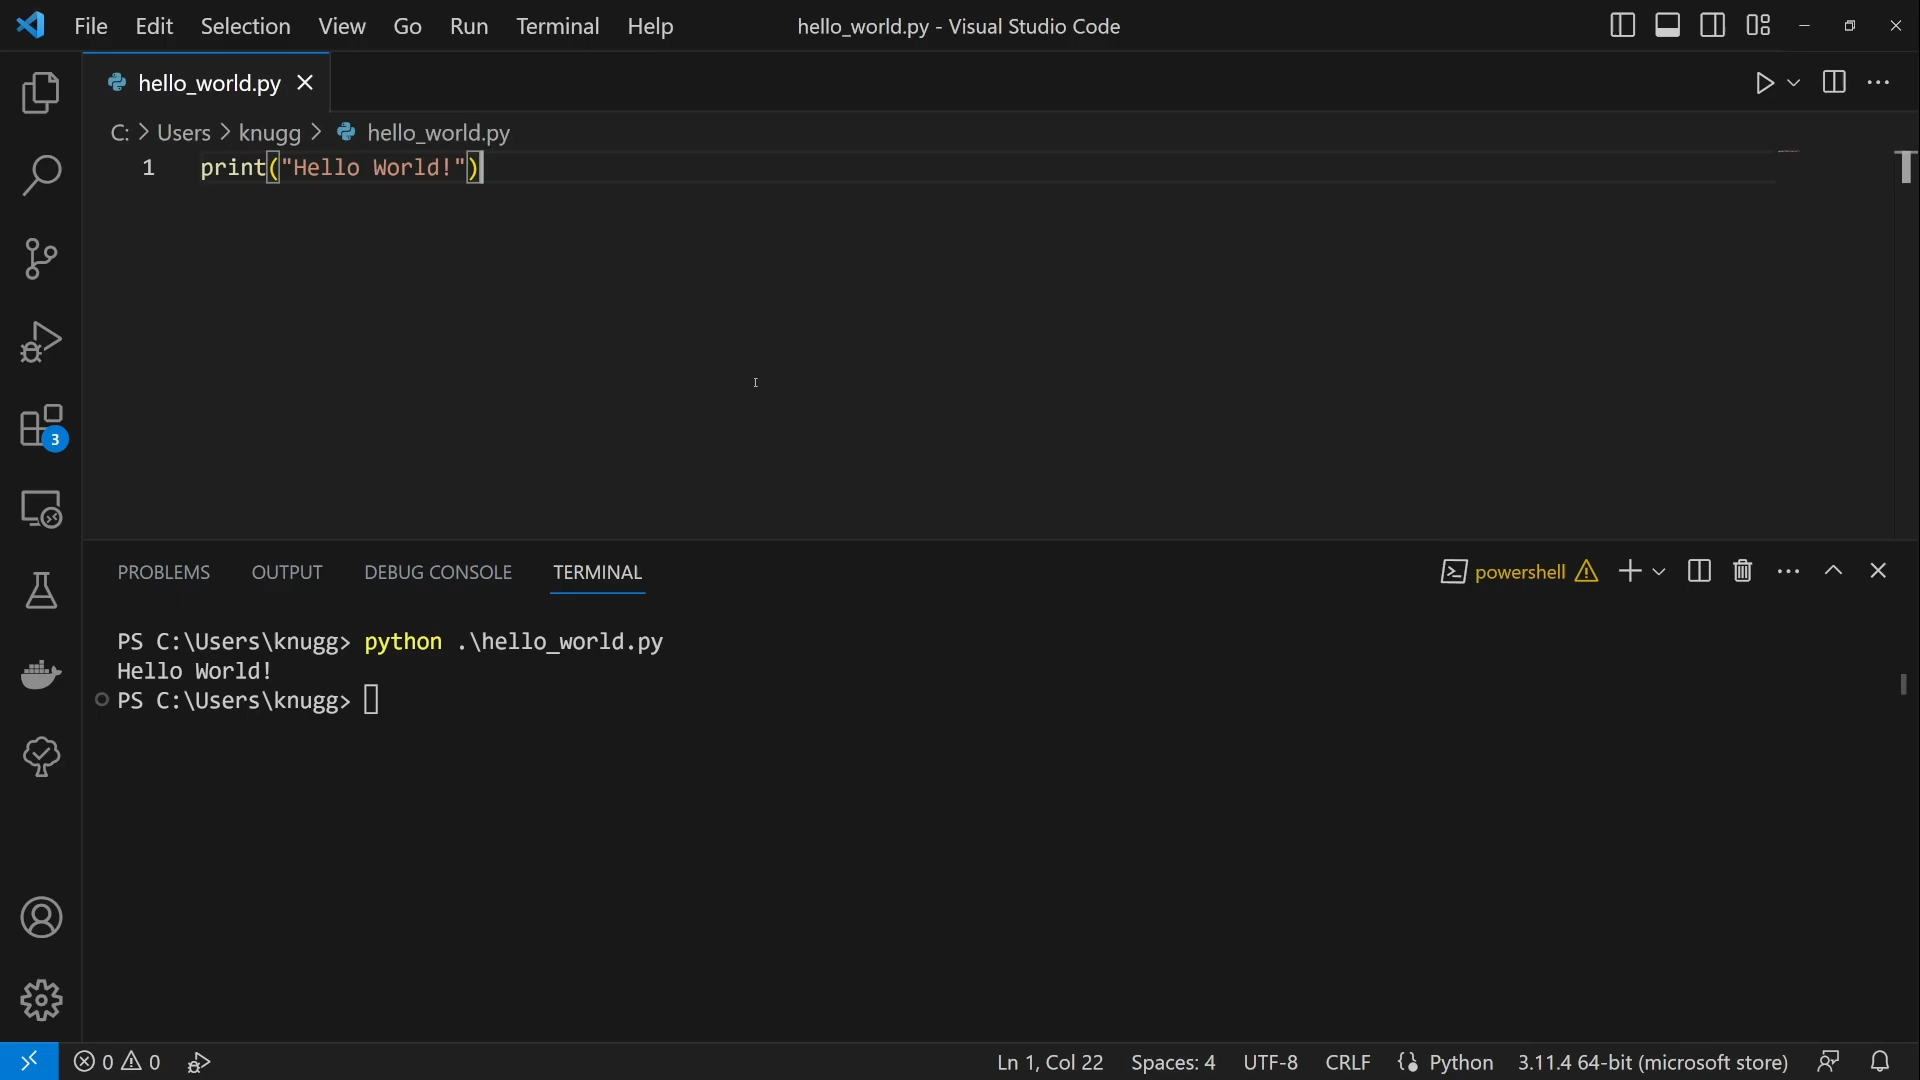 File Edit Selection View Go Run Terminal Help hello_world.py - Visual Studio Code
hello_world.py
C: > Users > knugg > hello_world.py
1 print("Hello World!")
3
PROBLEMS OUTPUT DEBUG CONSOLE TERMINAL powershell
PS C:\Users\knugg> python .\hello_world.py
Hello World!
PS C:\Users\knugg>
0 0 Ln 1, Col 22 Spaces: 4 UTF-8 CRLF Python 3.11.4 64-bit (microsoft store)